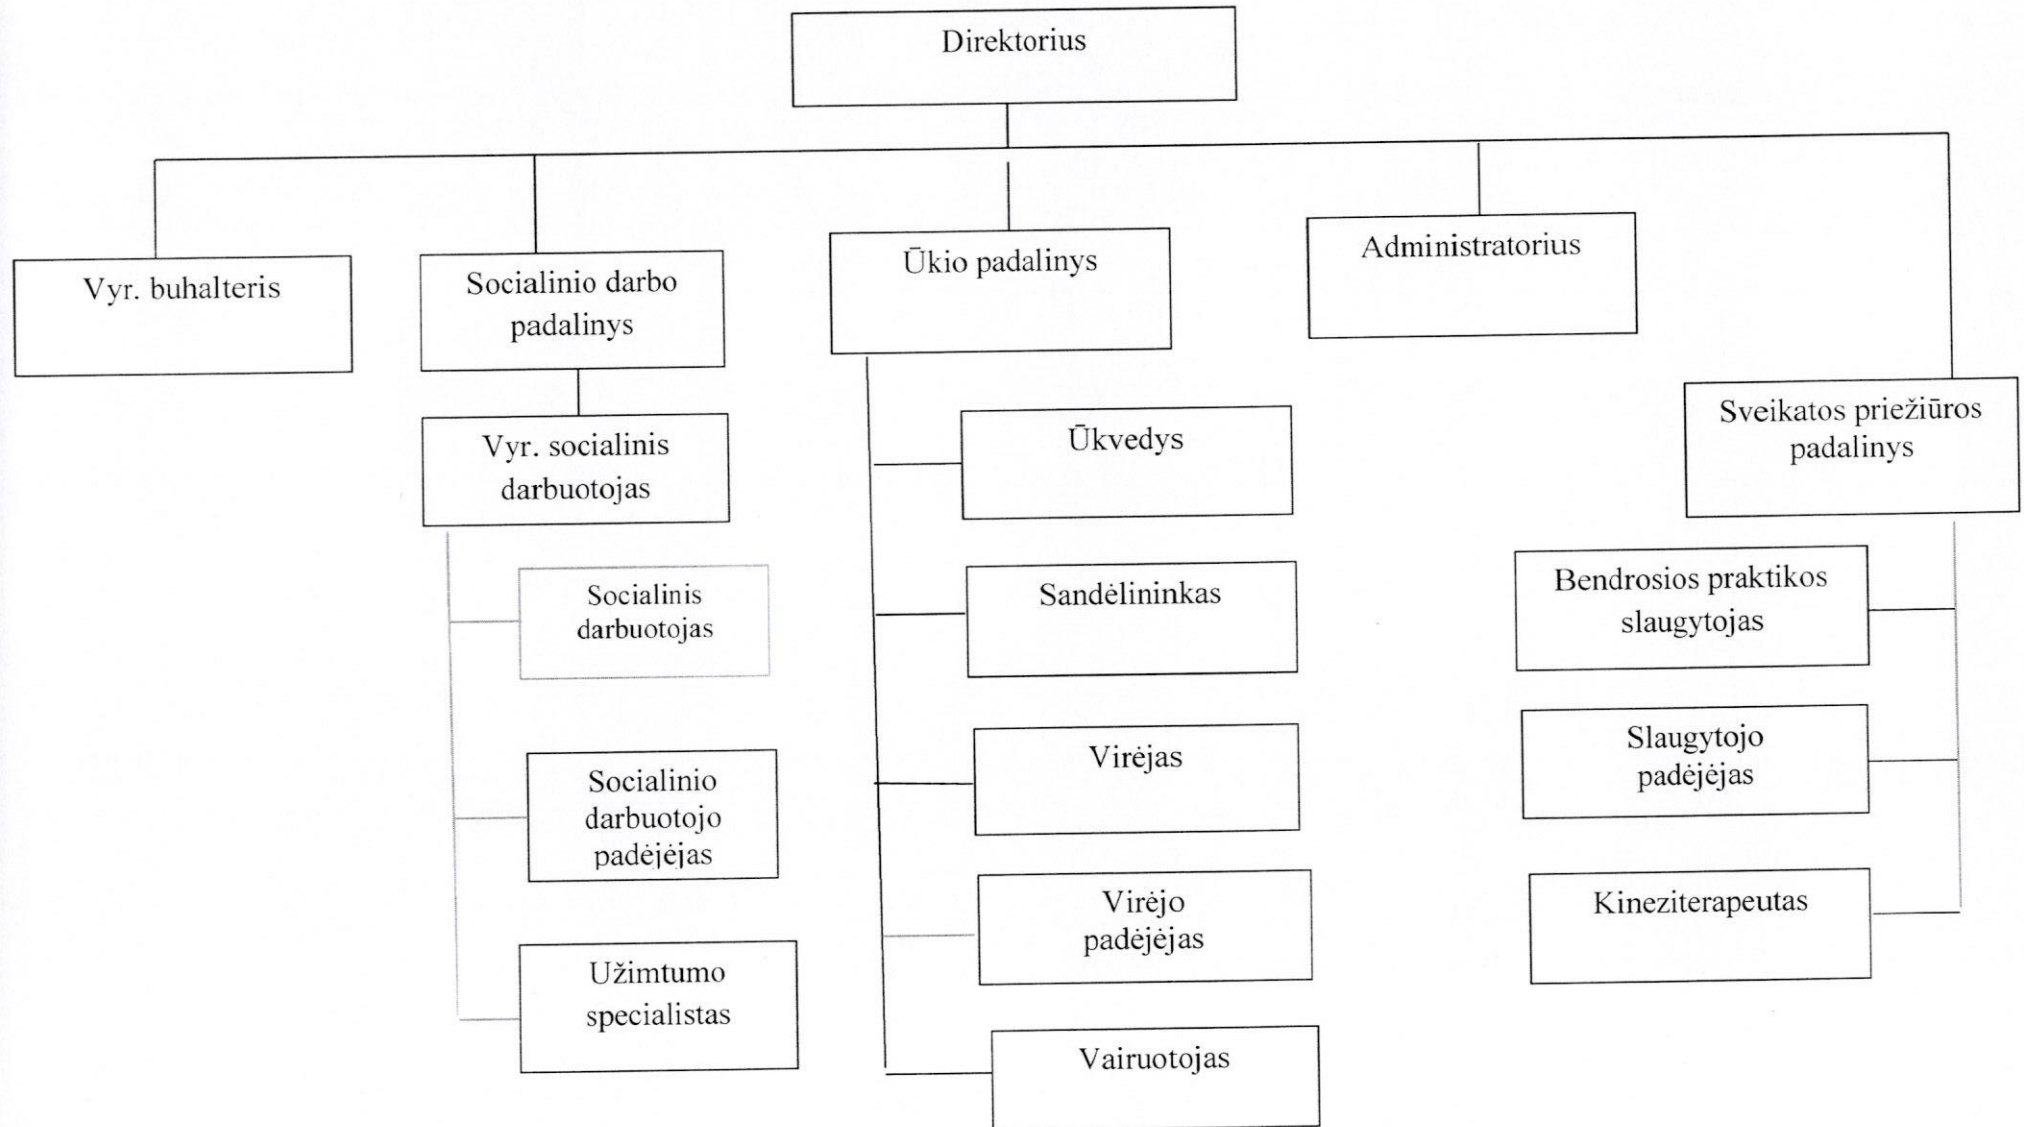 Direktorius
Vyr. buhalteris
Socialinio darbo
padalinys
Ūkio padalinys
Administratorius
Sveikatos priežiūros
padalinys
Vyr. socialinis
darbuotojas
Socialinis
darbuotojas
Socialinio
darbuotojo
padėjėjas
Užimtumo
specialistas
Ūkvedys
Sandėlininkas
Virėjas
Virėjo
padėjėjas
Vairuotojas
Bendrosios praktikos
slaugytojas
Slaugytojo
padėjėjas
Kineziterapeutas